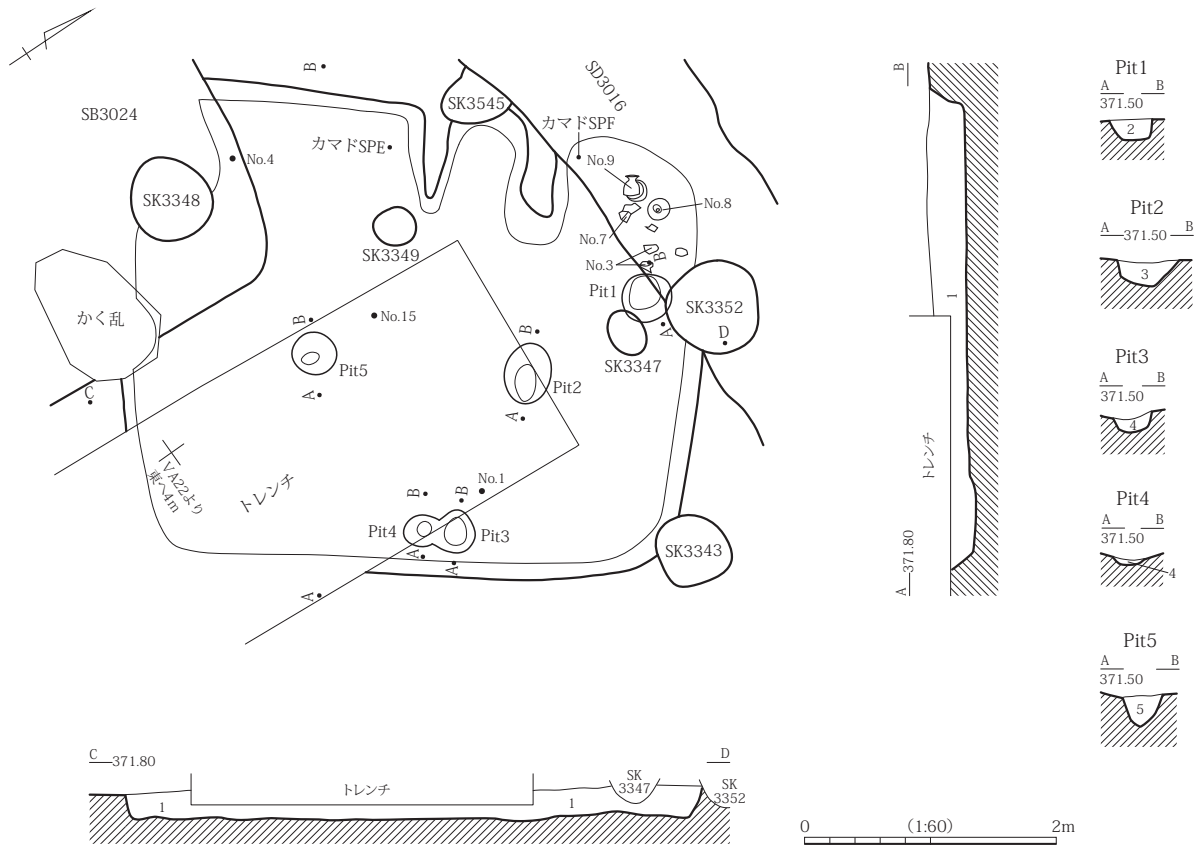 B
SD3016
SB3024
SK3545
カマドSPF
カマドSPE
No.4
No.9
SK3348
No.8
No.7
SK3349
No.3
B
Pit1
かく乱
No.15
B
B
A
SK3352
D
SK3347
Pit5
Pit2
C
A
A
VA22より
東へ4m
トレンチ
B
B
No.1
Pit4
Pit3
A
A
SK3343
A
B
1
トレンチ
A 371.80
Pit1
A B
371.50
2
Pit2
A 371.50 B
3
Pit3
A B
371.50
4
Pit4
A B
371.50
4
Pit5
A B
371.50
5
C 371.80
D
トレンチ
SK
3347
SK
3352
1
1
0 (1:60) 2m